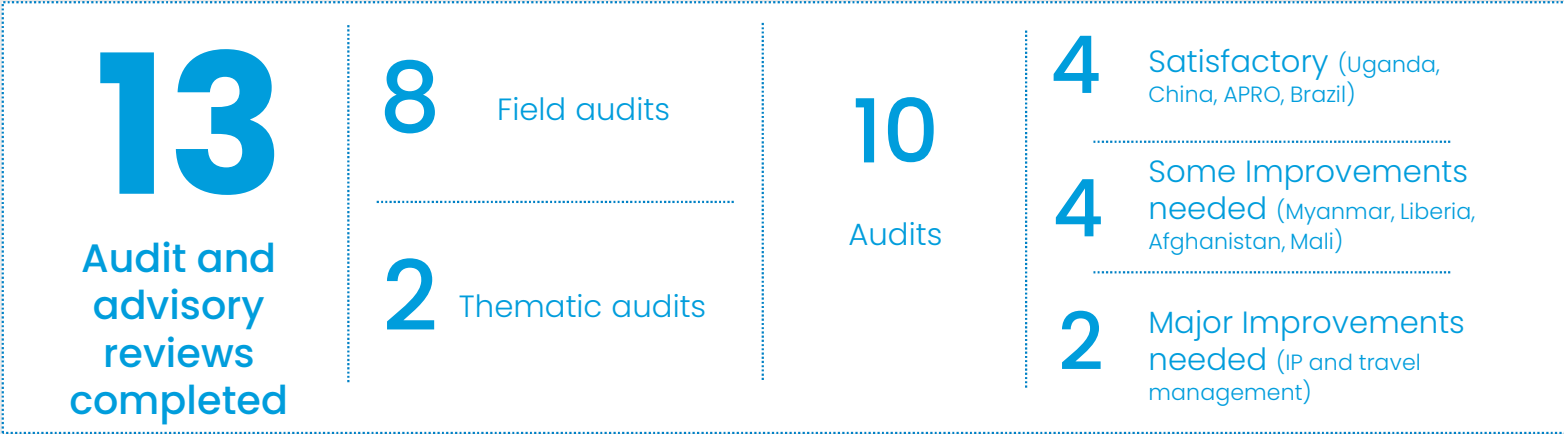 13
Audit and
advisory
reviews
completed
8 Field audits
2 Thematic audits
10
Audits
4 Satisfactory (Uganda,
China, APRO, Brazil)
4 Some Improvements
needed (Myanmar, Liberia,
Afghanistan, Mali)
2 Major Improvements
needed (IP and travel
management)